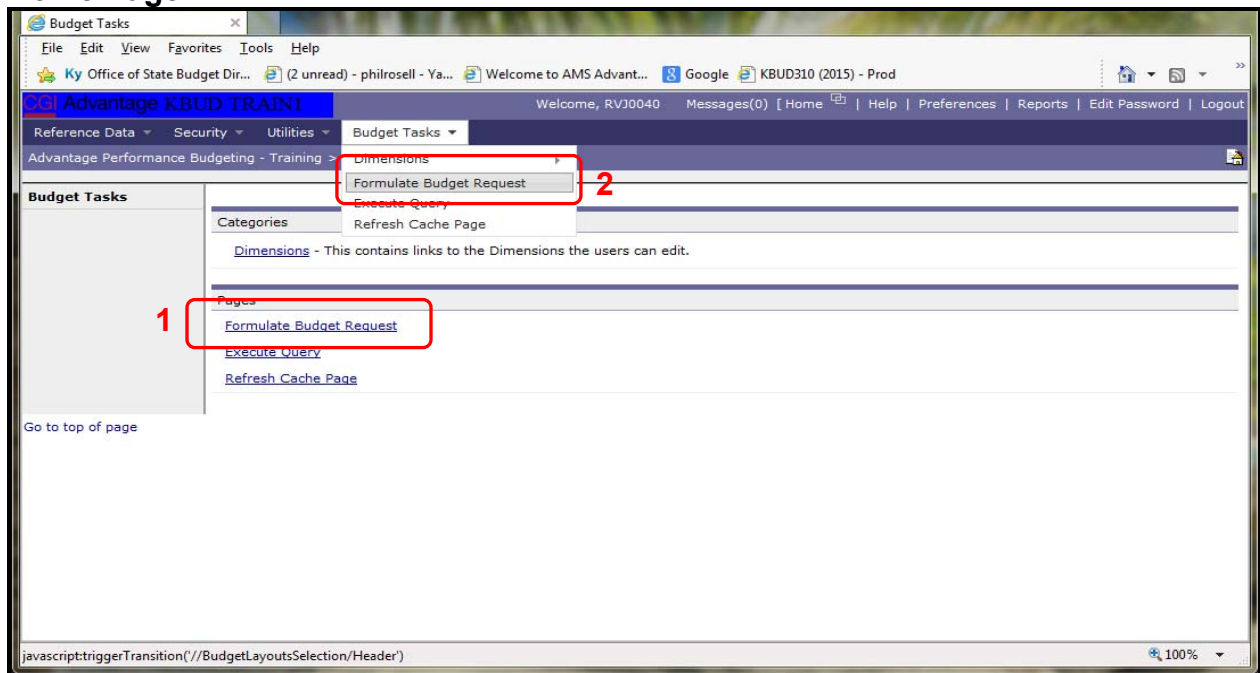 Budget Tasks ×
File Edit View Favorites Tools Help
Ky Office of State Budget Dir... (2 unread) - philrosell - Ya... Welcome to AMS Advant... Google KBUD310 (2015) - Prod »
CGI Advantage KBUD TRAIN1 Welcome, RVJ0040 Messages(0) [ Home | Help | Preferences | Reports | Edit Password | Logout
Reference Data Security Utilities Budget Tasks
Advantage Performance Budgeting - Training > Dimensions
Formulate Budget Request 2
Budget Tasks
Execute Query
Categories Refresh Cache Page
Dimensions - This contains links to the Dimensions the users can edit.
Pages
1 Formulate Budget Request
Execute Query
Refresh Cache Page
Go to top of page
javascript:triggerTransition('//BudgetLayoutsSelection/Header') 100%